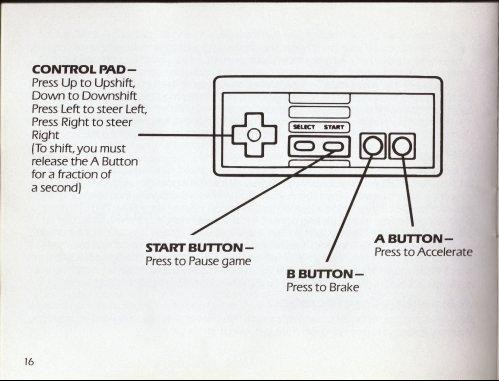 CONTROL PAD—
Press Up to Upshift,
Down to Downshift
Press Left to steer Left,
Press Right to steer
Right
(To shift, you must
release the A Button
for a fraction of
a second)
SELECT START
START BUTTON—
Press to Pause game
B BUTTON—
Press to Brake
A BUTTON—
Press to Accelerate
16